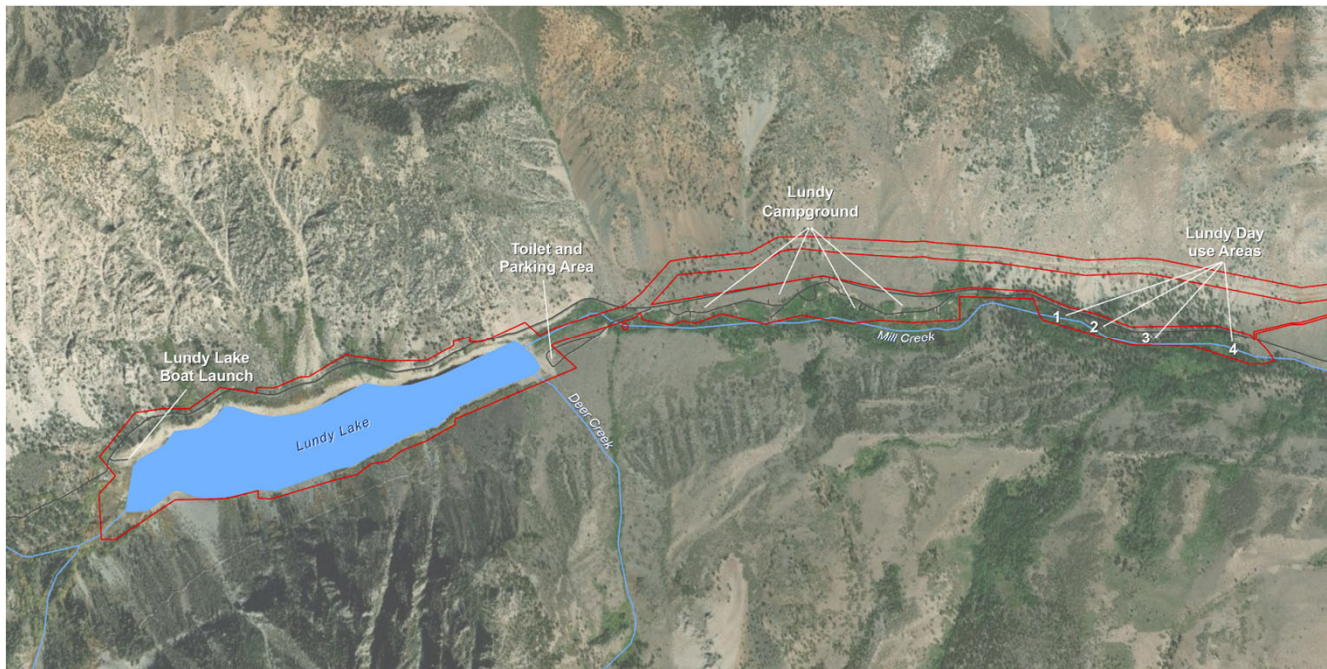 Lundy
Campground
Lundy Day
use Areas
Toilet and
Parking Area
1
2
3
4
Mill Creek
Lundy Lake
Boat Launch
Lundy Lake
Deer Creek